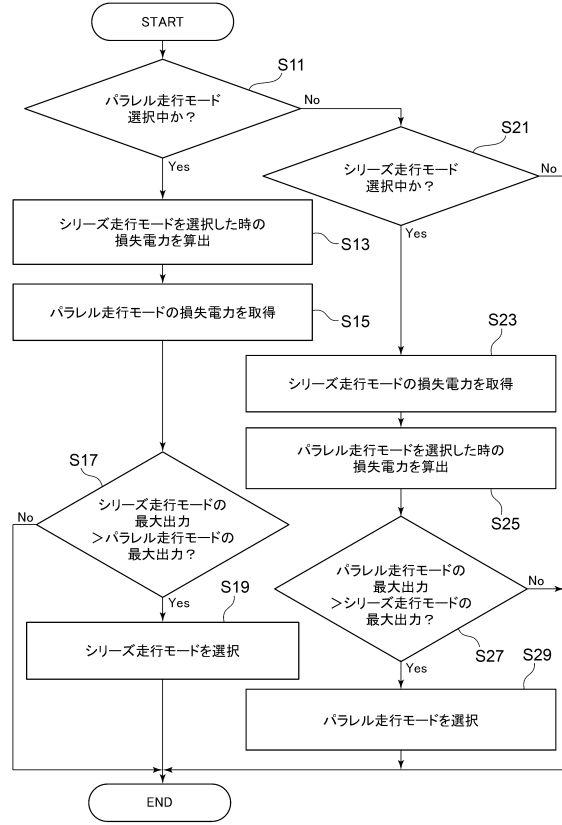 START
S11
パラレル走行モード
選択中か？
No
Yes
S21
シリーズ走行モード
選択中か？
No
Yes
シリーズ走行モードを選択した時の
損失電力を算出
S13
パラレル走行モードの損失電力を取得
S15
S23
シリーズ走行モードの損失電力を取得
パラレル走行モードを選択した時の
損失電力を算出
S25
S17
シリーズ走行モードの
最大出力
＞パラレル走行モードの
最大出力？
No
Yes
S19
シリーズ走行モードを選択
パラレル走行モードの
最大出力
＞シリーズ走行モードの
最大出力？
No
S27
Yes
S29
パラレル走行モードを選択
END